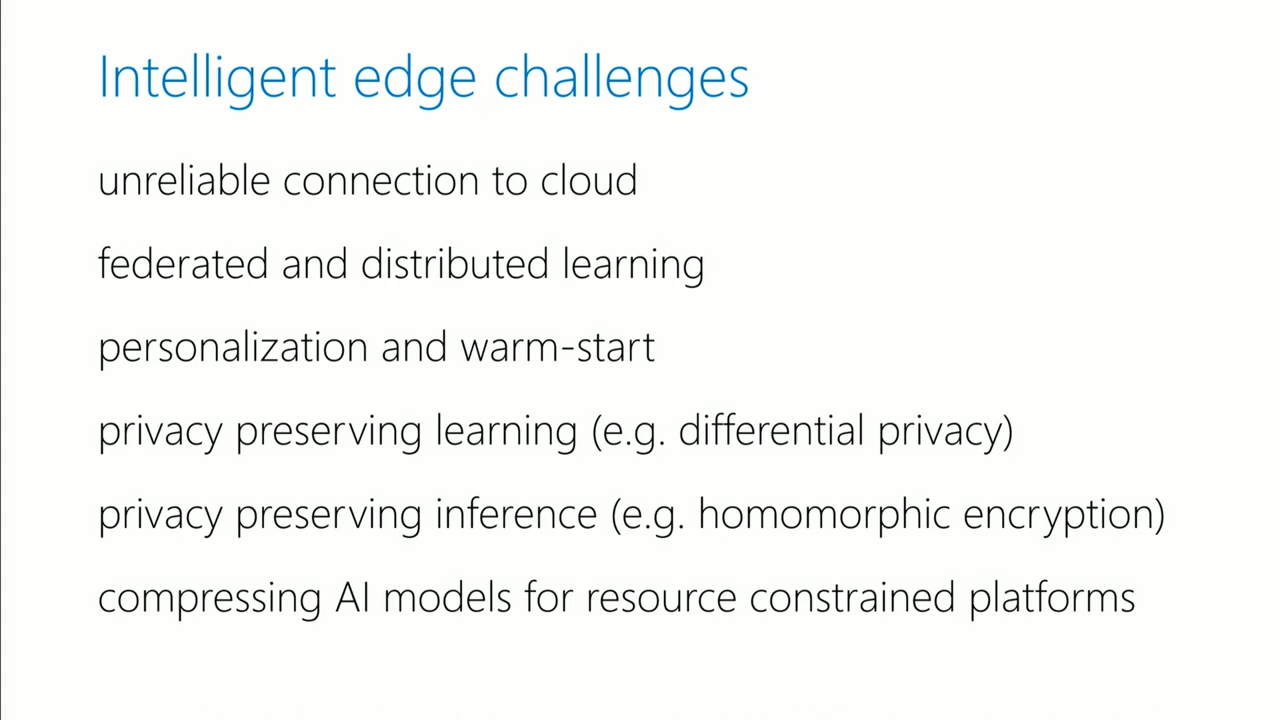 Intelligent edge challenges
unreliable connection to cloud
federated and distributed learning
personalization and warm-start
privacy preserving learning (e.g. differential privacy)
privacy preserving inference (e.g. homomorphic encryption)
compressing AI models for resource constrained platforms